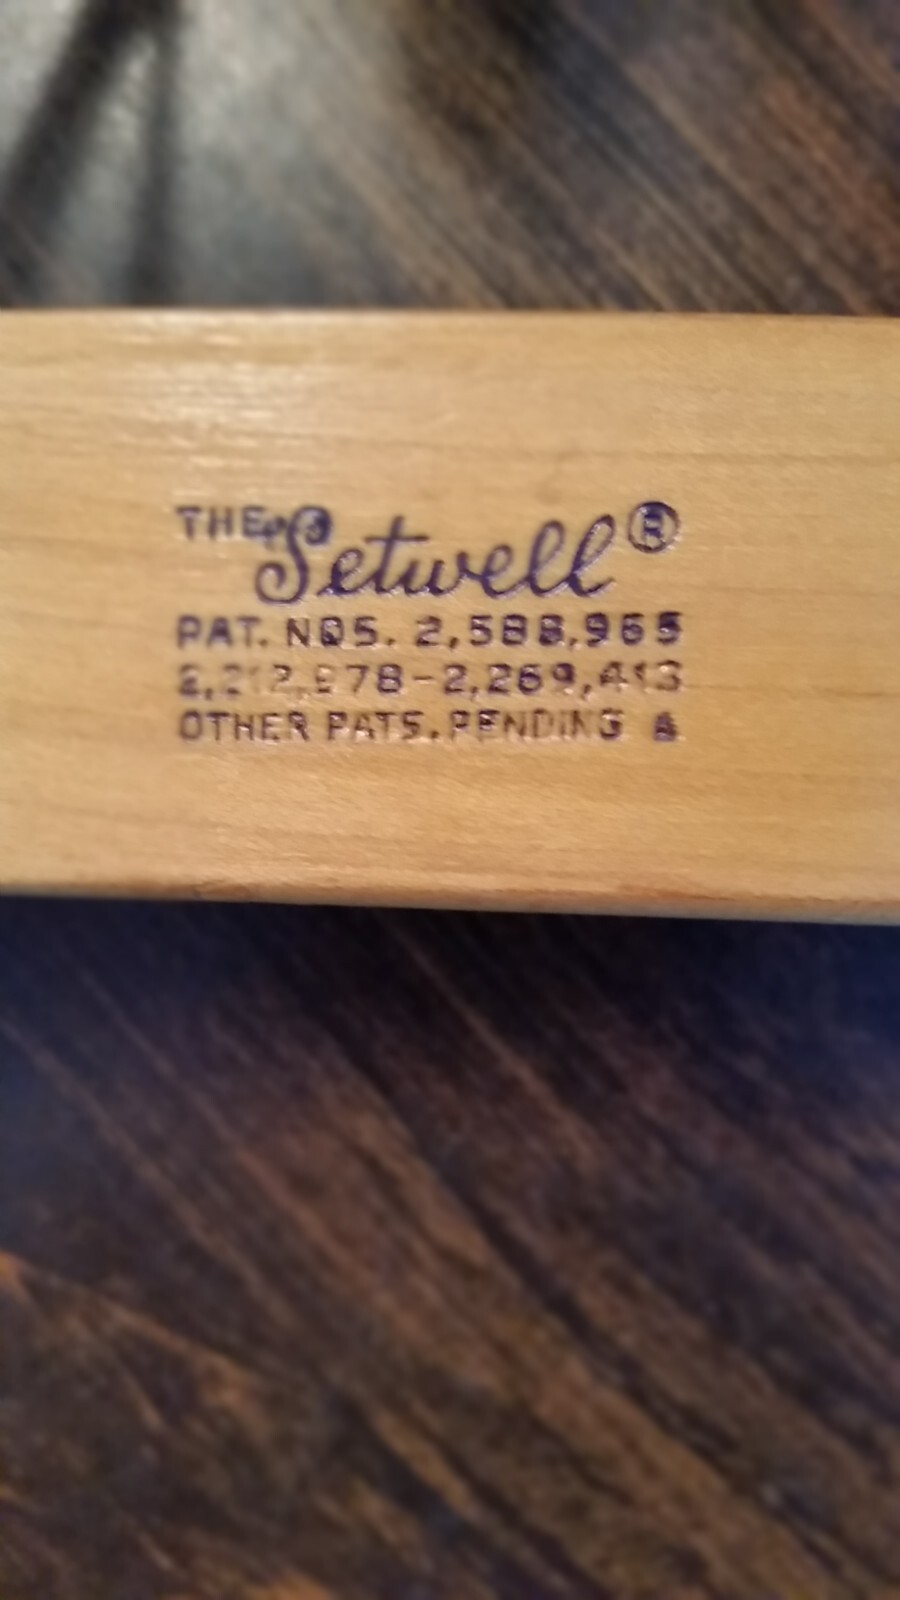 THE Setwell ®
PAT. NOS. 2,588,965
2,212,978-2,269,413
OTHER PATS. PENDING